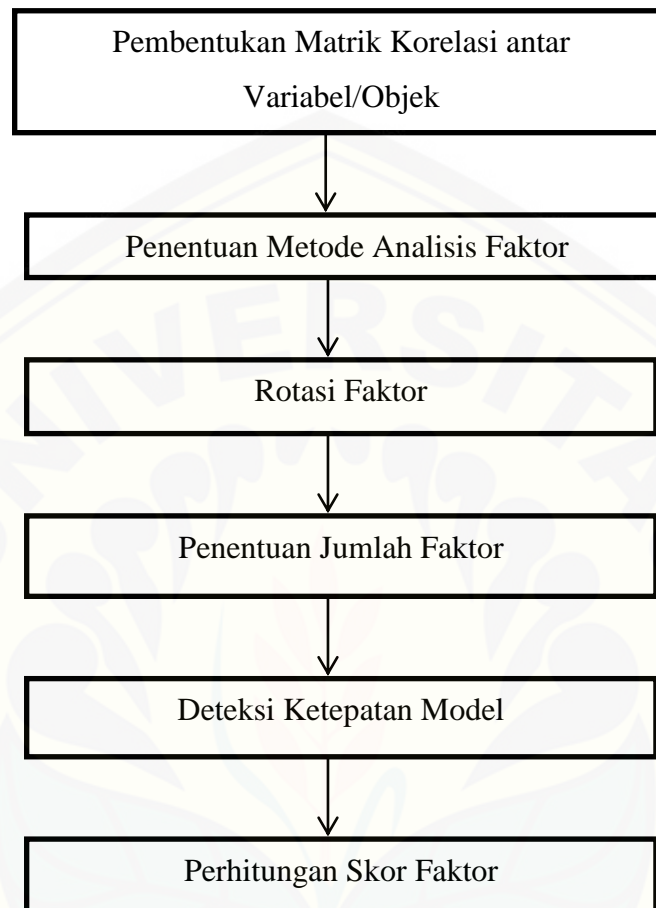 Pembentukan Matrik Korelasi antar
Variabel/Objek
Penentuan Metode Analisis Faktor
Rotasi Faktor
Penentuan Jumlah Faktor
Deteksi Ketepatan Model
Perhitungan Skor Faktor